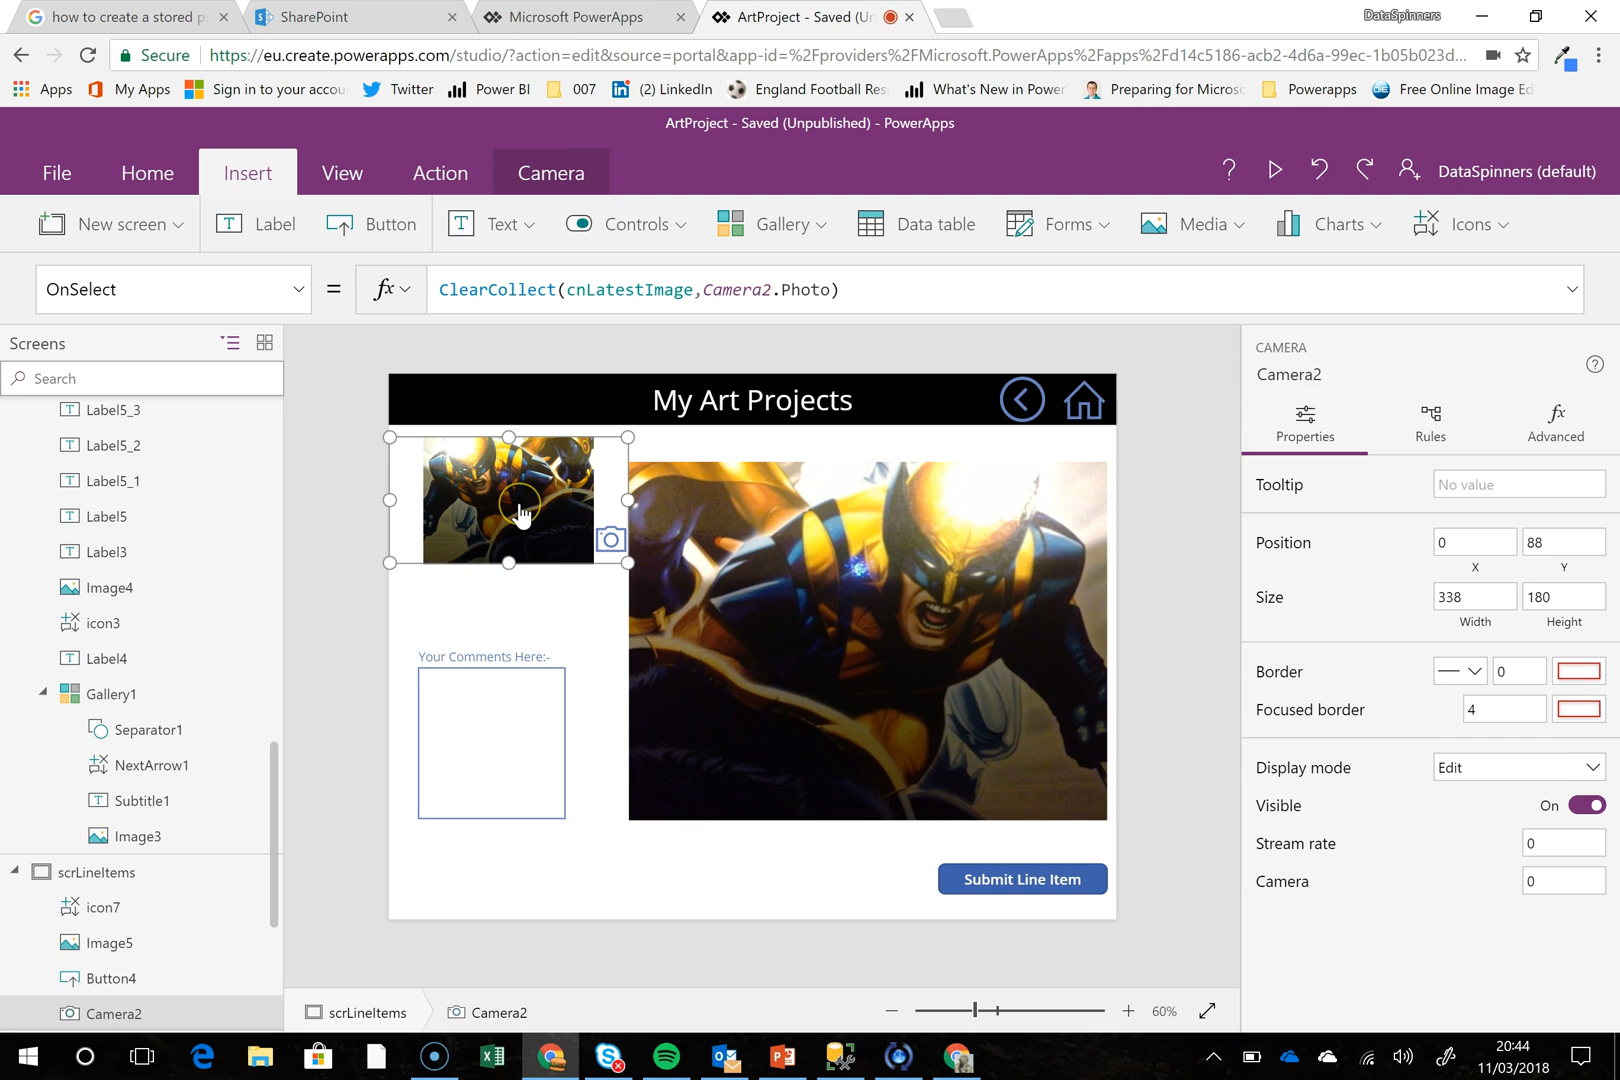 how to create a stored p
SharePoint
Microsoft PowerApps
ArtProject - Saved (Un
DataSpinners
Secure
https://eu.create.powerapps.com/studio/?action=edit&source=portal&app-id=%2Fproviders%2FMicrosoft.PowerApps%2Fapps%2Fd14c5186-acb2-4d6a-99ec-1b05b023d...
Apps
My Apps
Sign in to your accou
Twitter
Power BI
007
(2) LinkedIn
England Football Res
What's New in Power
Preparing for Microso
Powerapps
Free Online Image Ed
ArtProject - Saved (Unpublished) - PowerApps
File
Home
Insert
View
Action
Camera
DataSpinners (default)
New screen
Label
Button
Text
Controls
Gallery
Data table
Forms
Media
Charts
Icons
OnSelect
=
fx
ClearCollect(cnLatestImage,Camera2.Photo)
Screens
Search
Label5_3
Label5_2
Label5_1
Label5
Label3
Image4
icon3
Label4
Gallery1
Separator1
NextArrow1
Subtitle1
Image3
scrLineItems
icon7
Image5
Button4
Camera2
My Art Projects
Your Comments Here:-
Submit Line Item
scrLineItems
Camera2
60%
CAMERA
Camera2
Properties
Rules
fx
Advanced
Tooltip
No value
Position
0
88
X
Y
Size
338
180
Width
Height
Border
0
Focused border
4
Display mode
Edit
Visible
On
Stream rate
0
Camera
0
20:44
11/03/2018